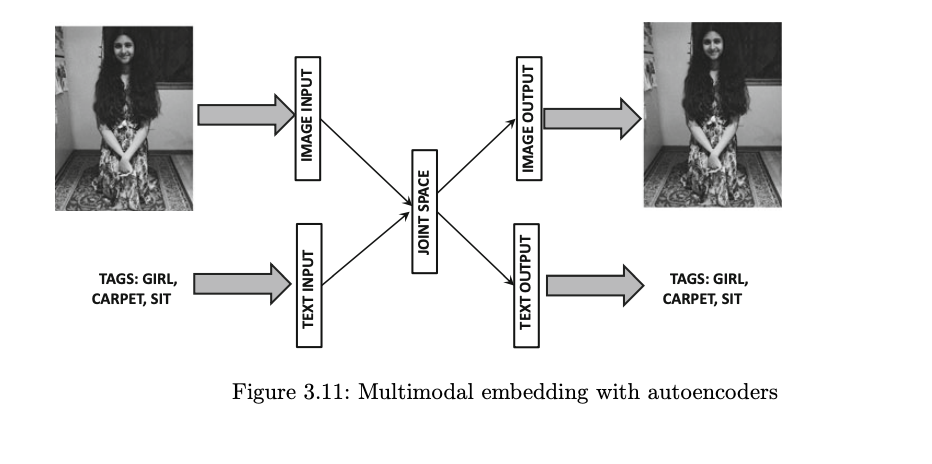 IMAGE INPUT
IMAGE OUTPUT
JOINT SPACE
TEXT INPUT
TEXT OUTPUT
TAGS: GIRL,
CARPET, SIT
TAGS: GIRL,
CARPET, SIT
Figure 3.11: Multimodal embedding with autoencoders